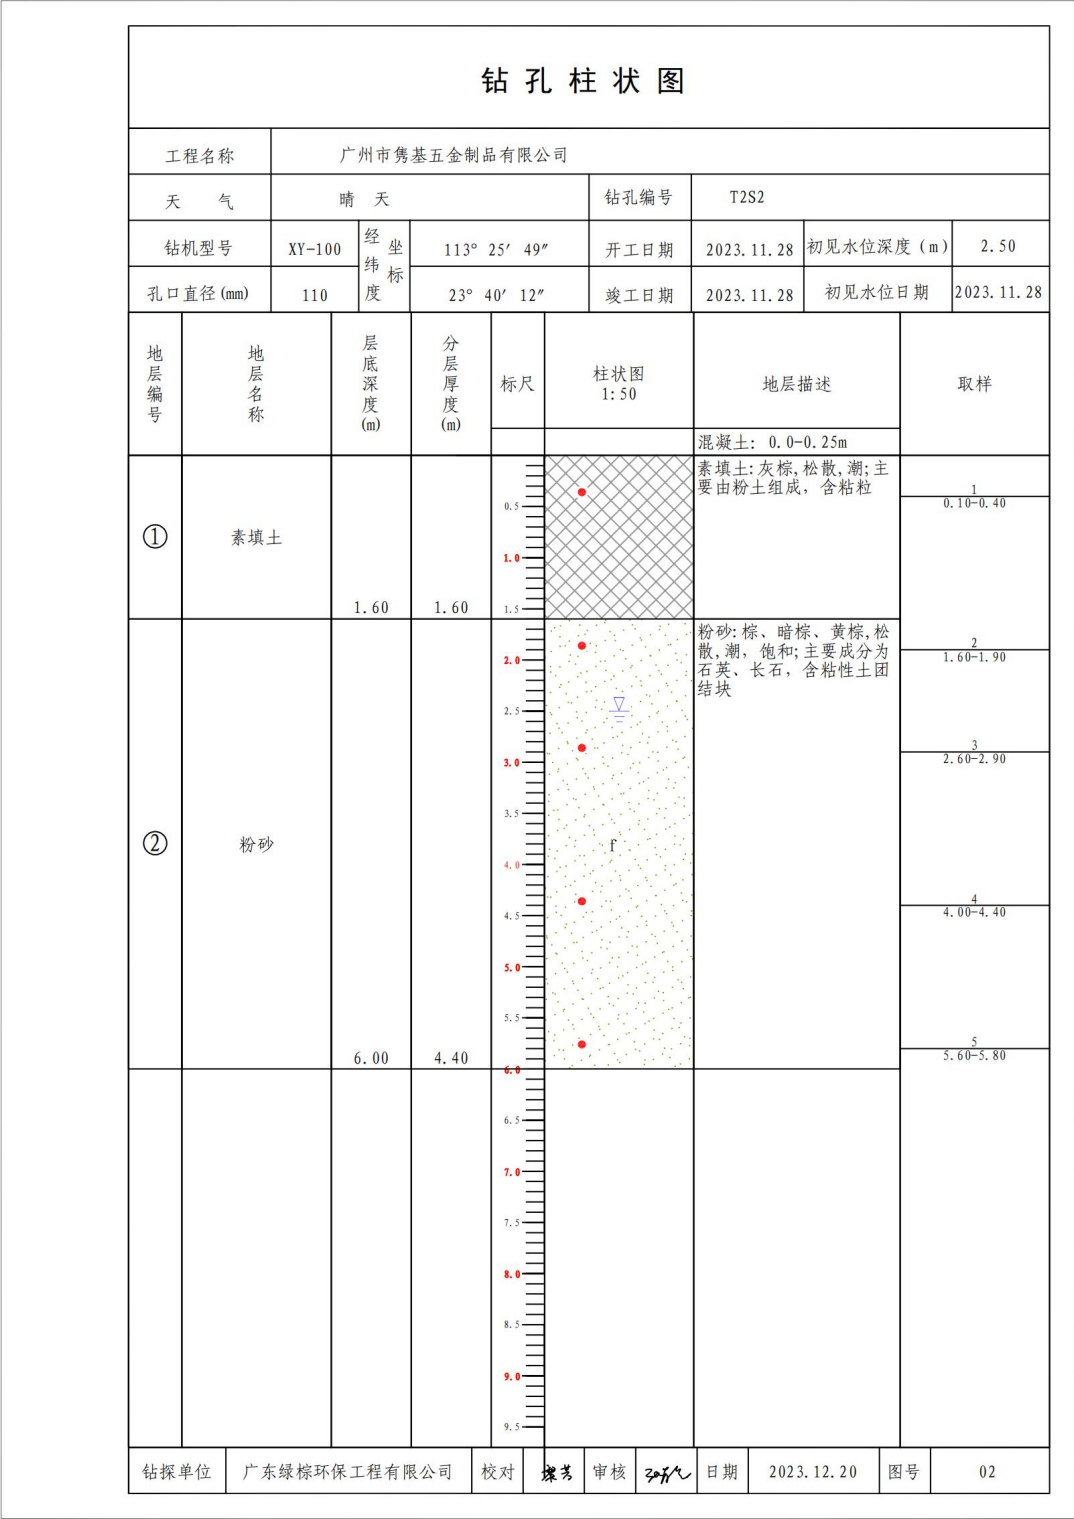 钻孔柱状图
工程名称 广州市隽基五金制品有限公司
天 气 晴 天 钻孔编号 T2S2
钻机型号 XY-100 经纬度 坐标 113° 25′ 49″ 开工日期 2023.11.28 初见水位深度(m) 2.50
孔口直径(mm) 110 23° 40′ 12″ 竣工日期 2023.11.28 初见水位日期 2023.11.28
地层编号 地层名称 层底深度(m) 分层厚度(m) 标尺 柱状图 1:50 地层描述 取样
混凝土: 0.0-0.25m
素填土:灰棕,松散,潮;主
要由粉土组成, 含粘粒
1
0.10-0.40
0.5
① 素填土
1.0
1.60 1.60 1.5
粉砂:棕、暗棕、黄棕,松
散,潮, 饱和;主要成分为
石英、长石, 含粘性土团
结块
2
1.60-1.90
2.0
2.5
3
2.60-2.90
3.0
3.5
② 粉砂 f
4.0
4
4.00-4.40
4.5
5.0
5.5
5
5.60-5.80
6.00 4.40
6.0
6.5
7.0
7.5
8.0
8.5
9.0
9.5
钻探单位 广东绿棕环保工程有限公司 校对 审核 日期 2023.12.20 图号 02